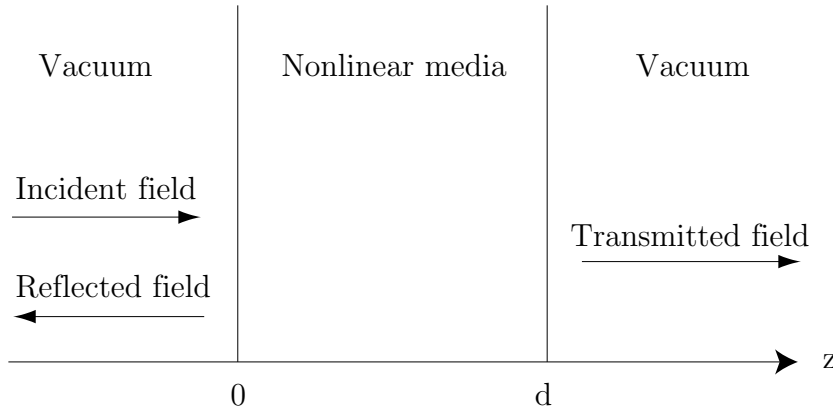 Vacuum Nonlinear media Vacuum
Incident field
Transmitted field
Reflected field
z
0 d